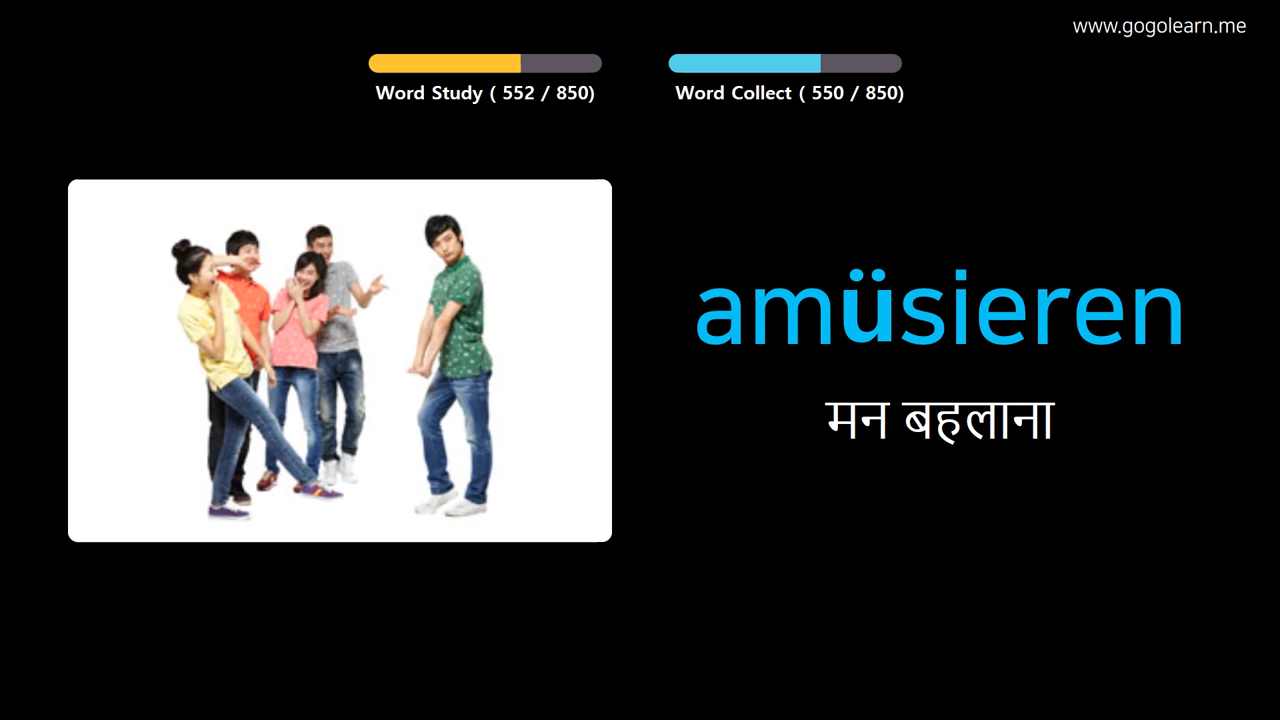 www.gogolearn.me
Word Study ( 552 / 850)
Word Collect ( 550 / 850)
amüsieren
मन बहलाना